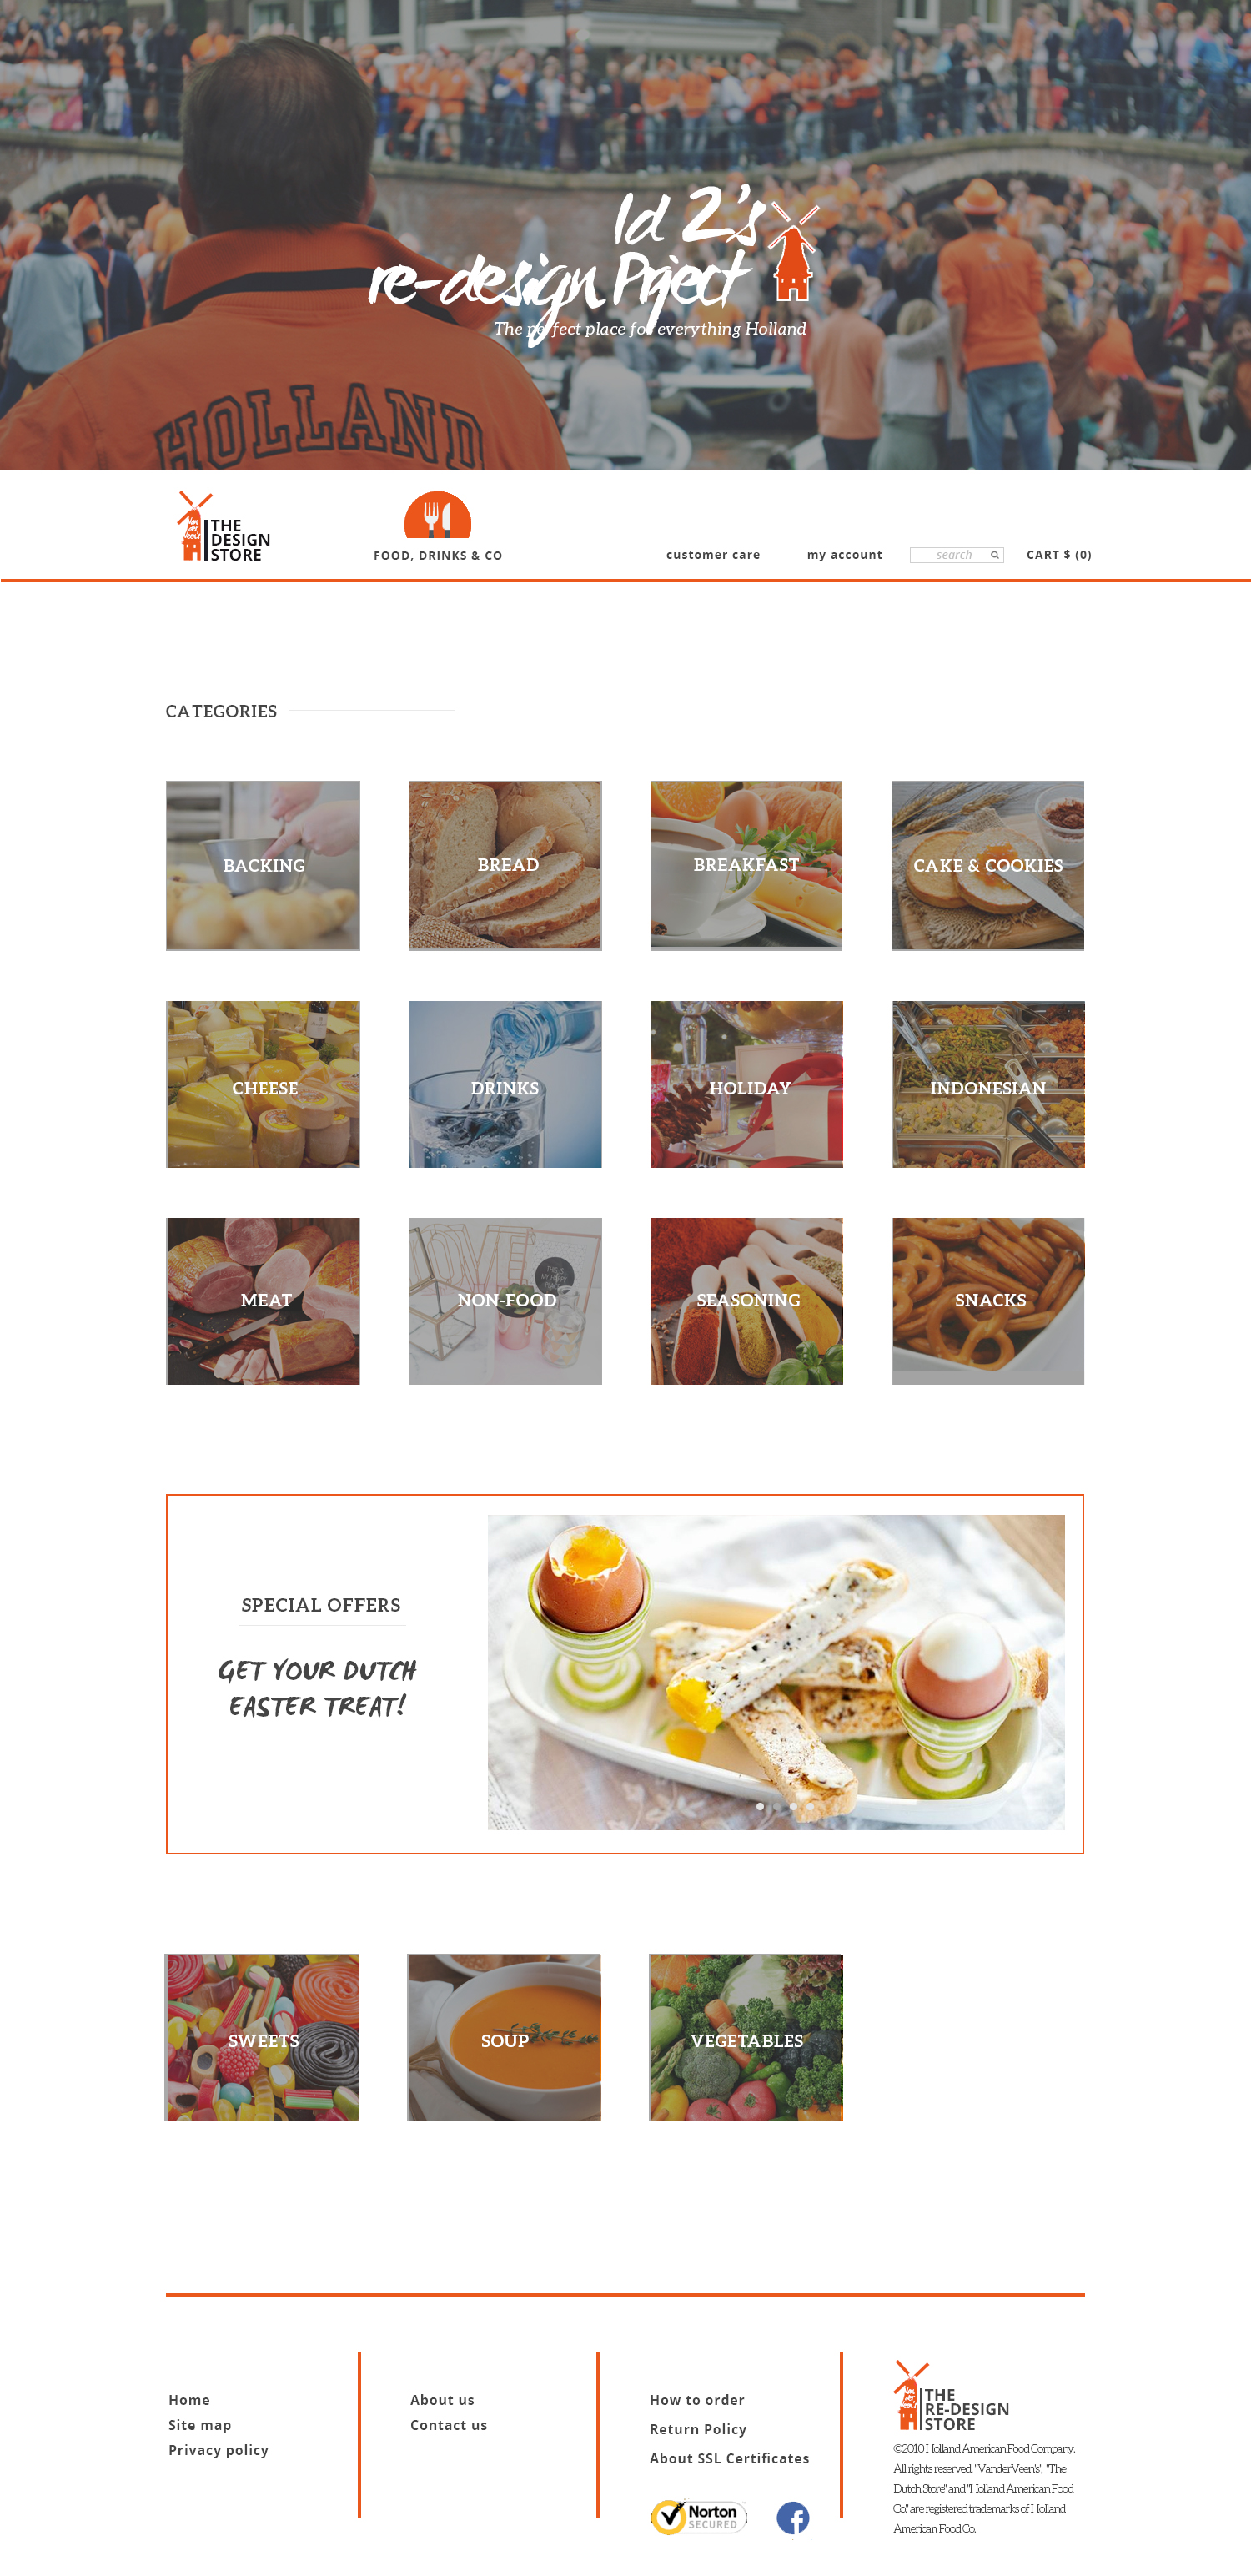 Id 2's
re-design Prject
The perfect place for everything Holland
HOLLAND
THE
DESIGN
STORE
FOOD, DRINKS & CO
customer care
my account
search
CART $ (0)
CATEGORIES
BACKING
BREAD
BREAKFAST
CAKE & COOKIES
CHEESE
DRINKS
HOLIDAY
INDONESIAN
MEAT
NON-FOOD
SEASONING
SNACKS
SPECIAL OFFERS
GET YOUR DUTCH
EASTER TREAT!
SWEETS
SOUP
VEGETABLES
Home
Site map
Privacy policy
About us
Contact us
How to order
Return Policy
About SSL Certificates
Norton
SECURED
THE
RE-DESIGN
STORE
©2010 Holland American Food Company.
All rights reserved. "VanderVeen's", "The
Dutch Store" and "Holland American Food
Co." are registered trademarks of Holland
American Food Co.